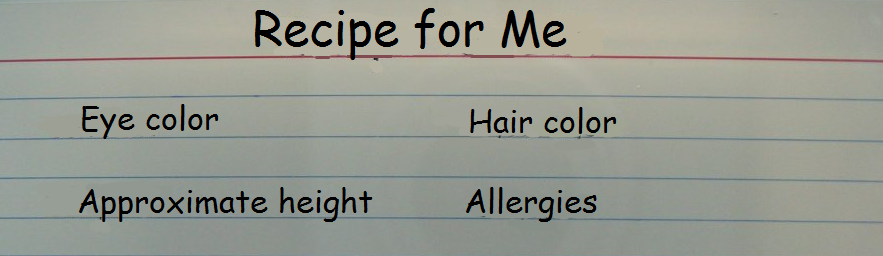 Recipe for Me
Eye color Hair color
Approximate height Allergies